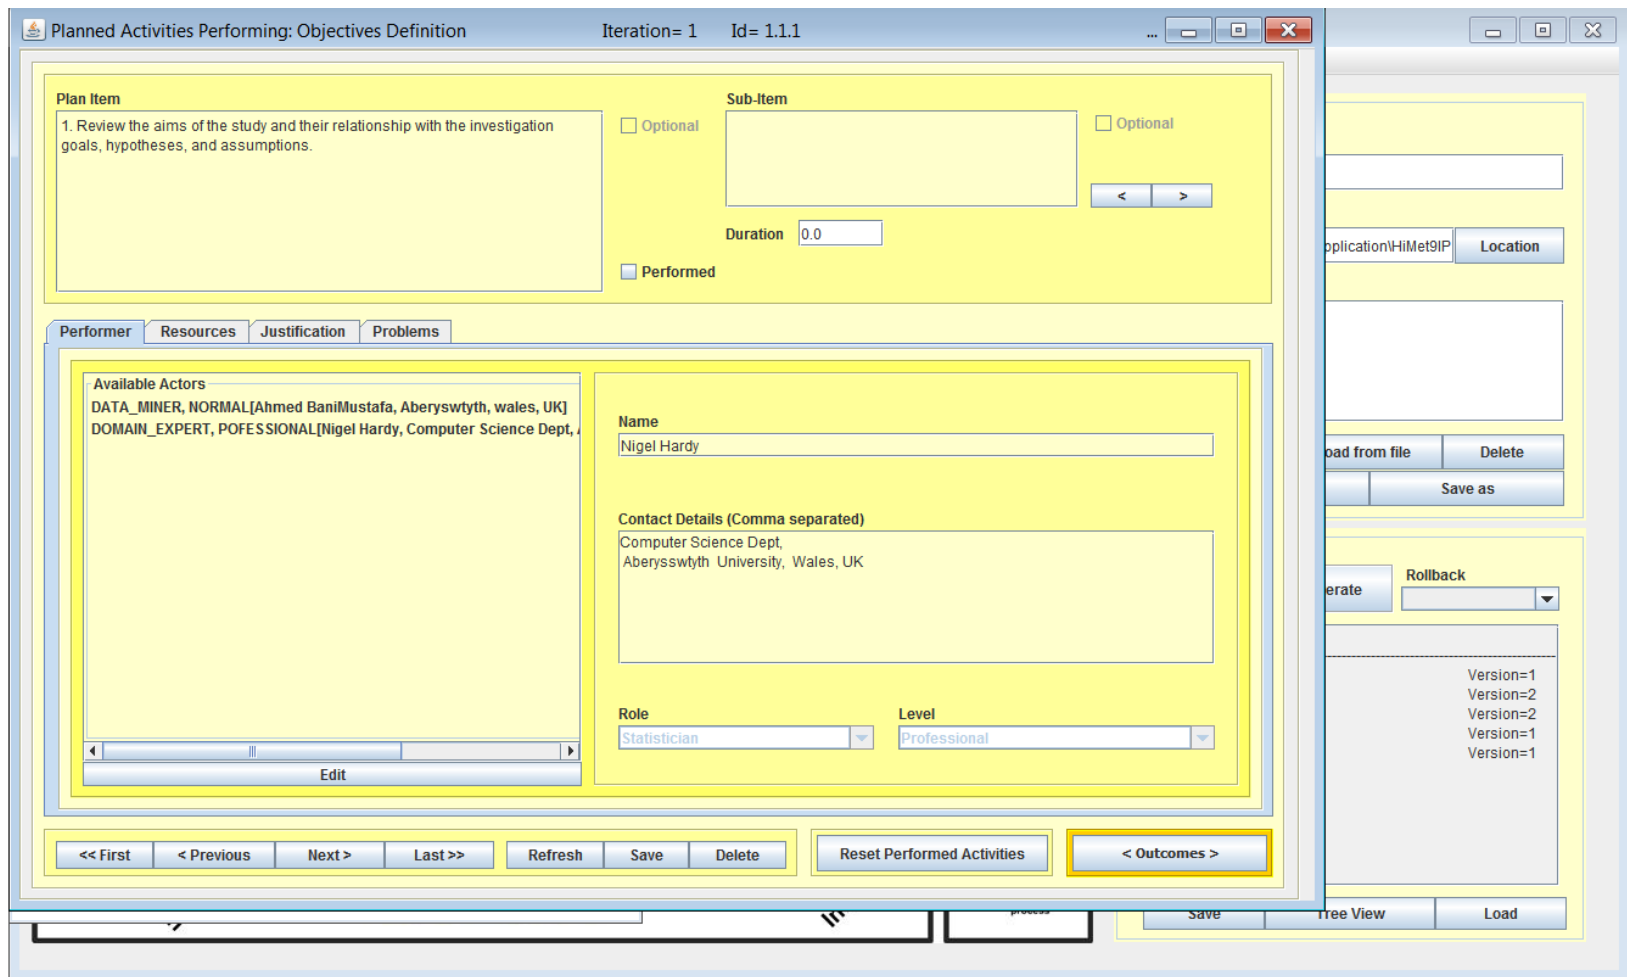 Planned Activities Performing: Objectives Definition Iteration= 1 Id= 1.1.1 ...
Plan Item
1. Review the aims of the study and their relationship with the investigation
goals, hypotheses, and assumptions.
Optional
Sub-Item
Optional
< >
Duration 0.0
Performed
Performer Resources Justification Problems
Available Actors
DATA_MINER, NORMAL[Ahmed BaniMustafa, Aberyswtyth, wales, UK]
DOMAIN_EXPERT, POFESSIONAL[Nigel Hardy, Computer Science Dept,
Edit
Name
Nigel Hardy
Contact Details (Comma separated)
Computer Science Dept,
Aberysswtyth University, Wales, UK
Role Level
Statistician Professional
<< First < Previous Next > Last >> Refresh Save Delete Reset Performed Activities < Outcomes >
pplication\HiMet9IP Location
oad from file Delete
Save as
erate Rollback
Version=1
Version=2
Version=2
Version=1
Version=1
process
Save Tree View Load